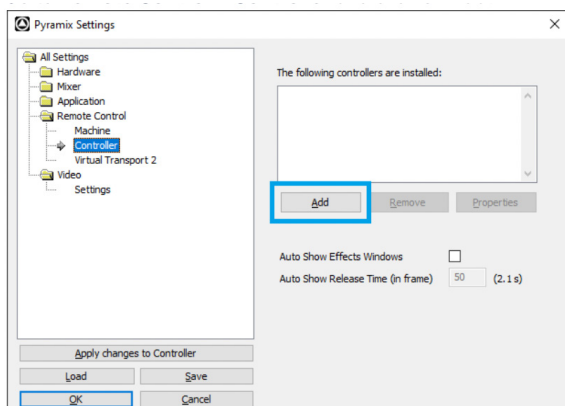 Pyramix Settings
All Settings
Hardware
Mixer
Application
Remote Control
Machine
Controller
Virtual Transport 2
Video
Settings
Apply changes to Controller
Load Save
OK Cancel
The following controllers are installed:
Add Remove Properties
Auto Show Effects Windows
Auto Show Release Time (in frame) 50 (2.1 s)